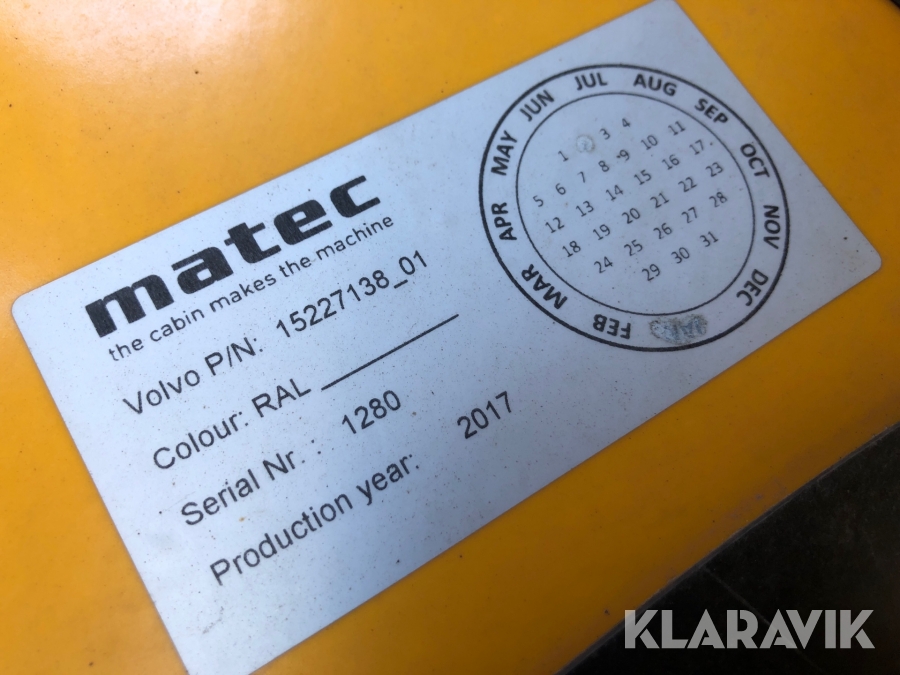 matec
the cabin makes the machine
Volvo P/N: 15227138_01
Colour: RAL ________
Serial Nr. : 1280
Production year: 2017
FEB MAR APR MAY JUN JUL AUG SEP OCT NOV DEC
1 3 4
5 6 7 8 9 10 11
12 13 14 15 16 17
18 19 20 21 22 23
24 25 26 27 28
29 30 31
KLARAVIK